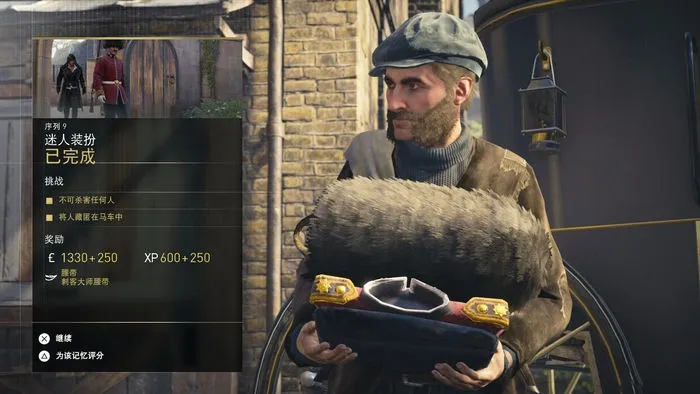 序列 9
迷人装扮
已完成
挑战
不可杀害任何人
将人藏匿在马车中
奖励
£ 1330+250 XP 600+250
腰带
刺客大师腰带
继续
为该记忆评分